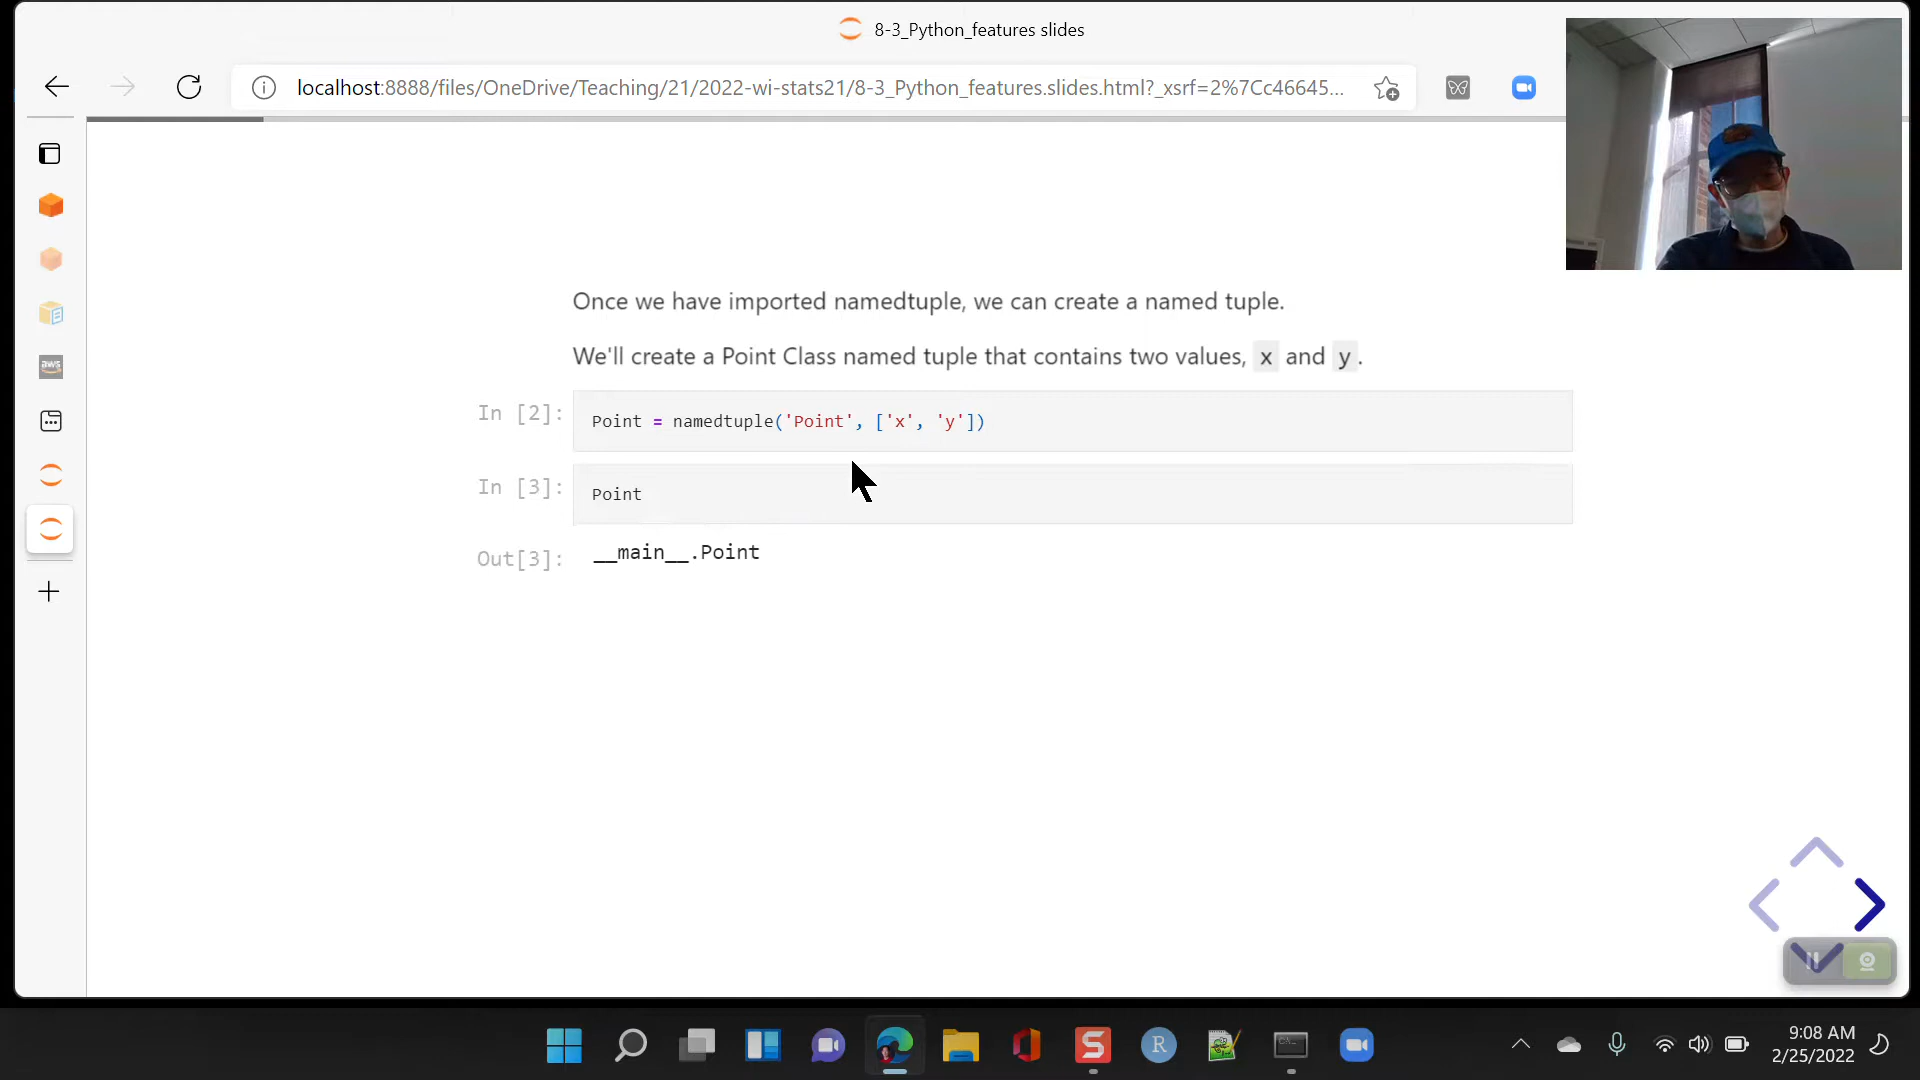 8-3_Python_features slides
localhost:8888/files/OneDrive/Teaching/21/2022-wi-stats21/8-3_Python_features.slides.html?_xsrf=2%7Cc46645...
aws
Once we have imported namedtuple, we can create a named tuple.
We'll create a Point Class named tuple that contains two values, x and y.
In [2]: Point = namedtuple('Point', ['x', 'y'])
In [3]: Point
Out[3]: __main__.Point
S
R
9:08 AM
2/25/2022